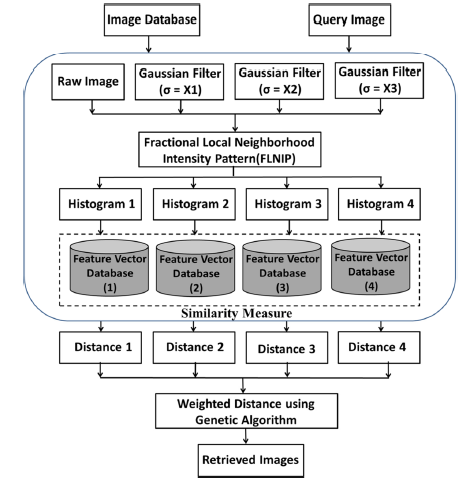 Image Database
Query Image
Raw Image
Gaussian Filter
(σ = X1)
Gaussian Filter
(σ = X2)
Gaussian Filter
(σ = X3)
Fractional Local Neighborhood
Intensity Pattern(FLNIP)
Histogram 1
Histogram 2
Histogram 3
Histogram 4
Feature Vector
Database
(1)
Feature Vector
Database
(2)
Feature Vector
Database
(3)
Feature Vector
Database
(4)
Similarity Measure
Distance 1
Distance 2
Distance 3
Distance 4
Weighted Distance using
Genetic Algorithm
Retrieved Images